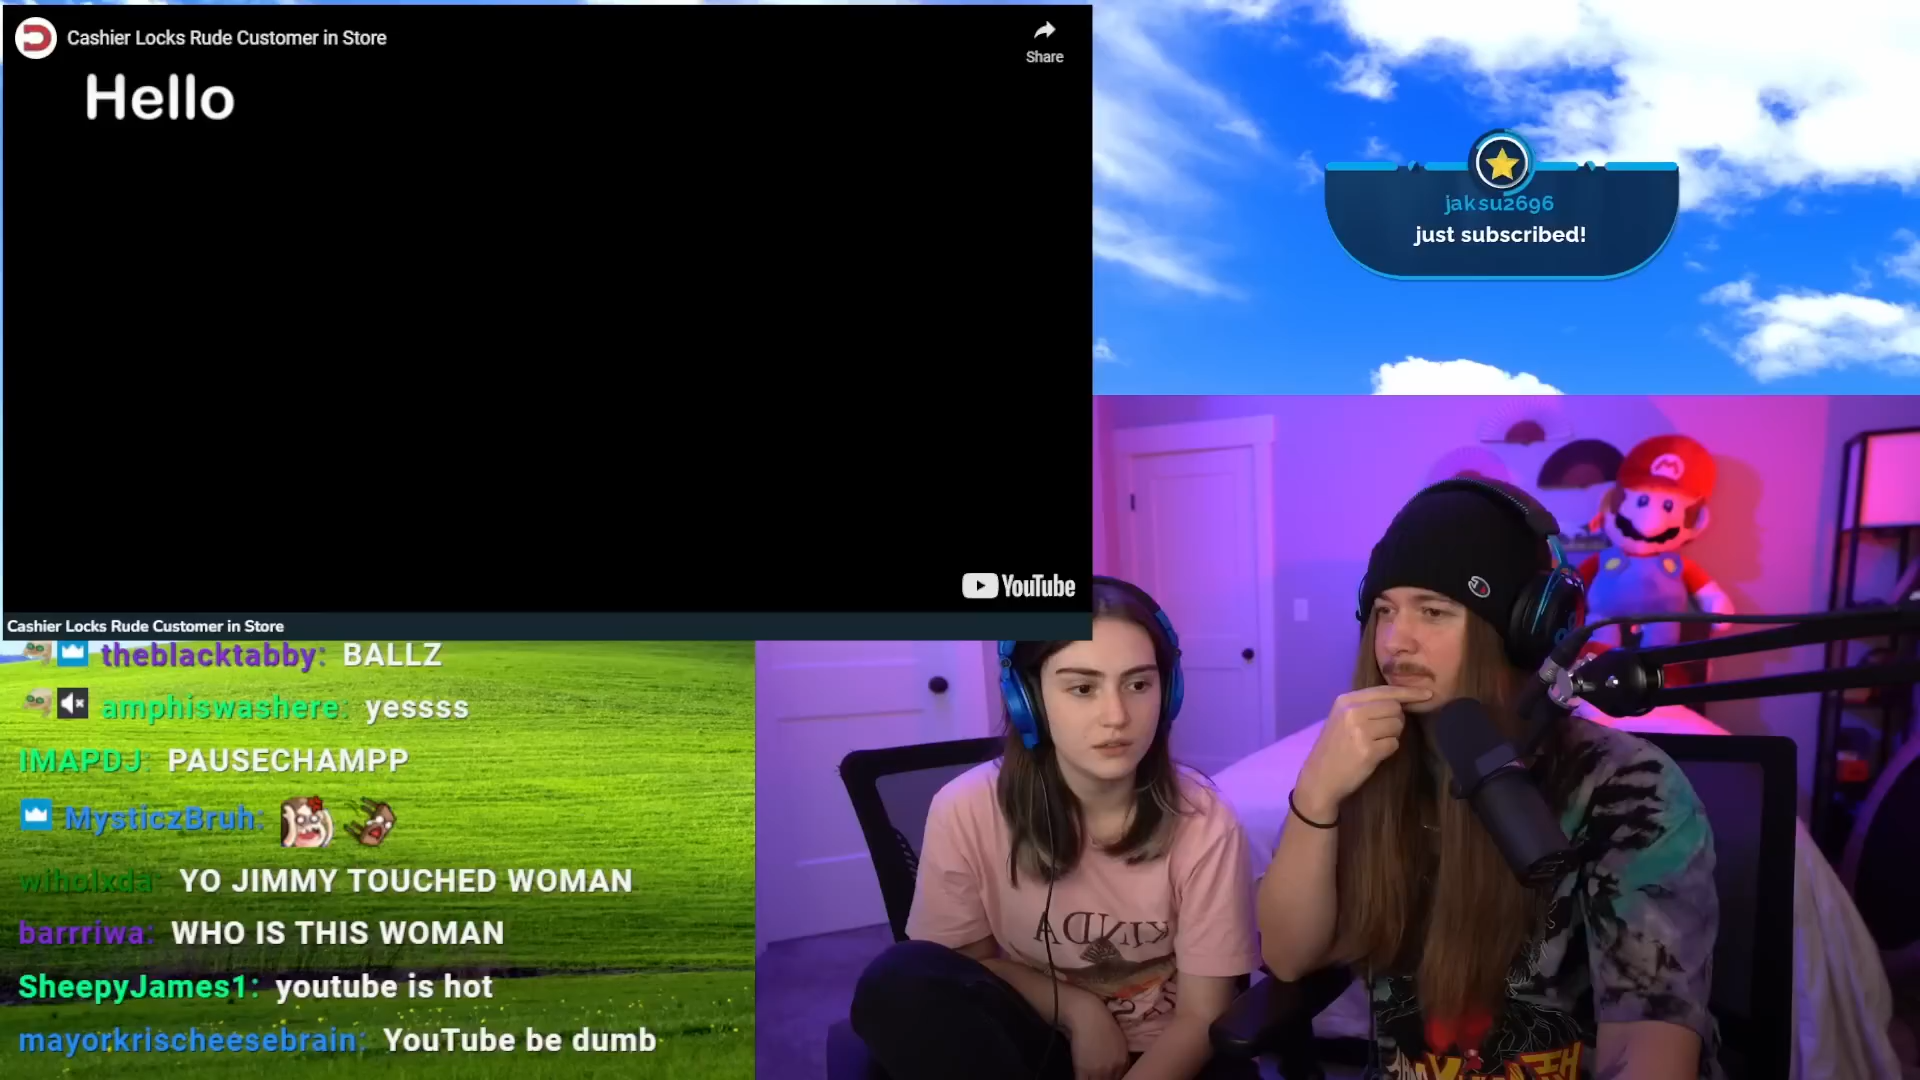 Cashier Locks Rude Customer in Store
Share
Hello
YouTube
Cashier Locks Rude Customer in Store
jaksu2696
just subscribed!
theblacktabby: BALLZ
amphiswashere: yessss
IMAPDJ: PAUSECHAMPP
MysticzBruh:
wiholxda: YO JIMMY TOUCHED WOMAN
barrriwa: WHO IS THIS WOMAN
SheepyJames1: youtube is hot
mayorkrischeesebrain: YouTube be dumb
KINDA
M